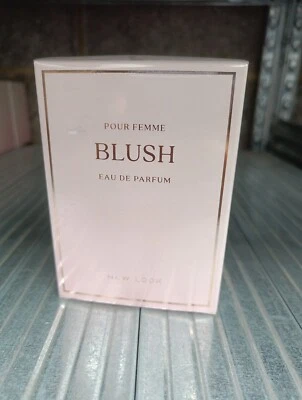 POUR FEMME
BLUSH
EAU DE PARFUM
NEW LOOK